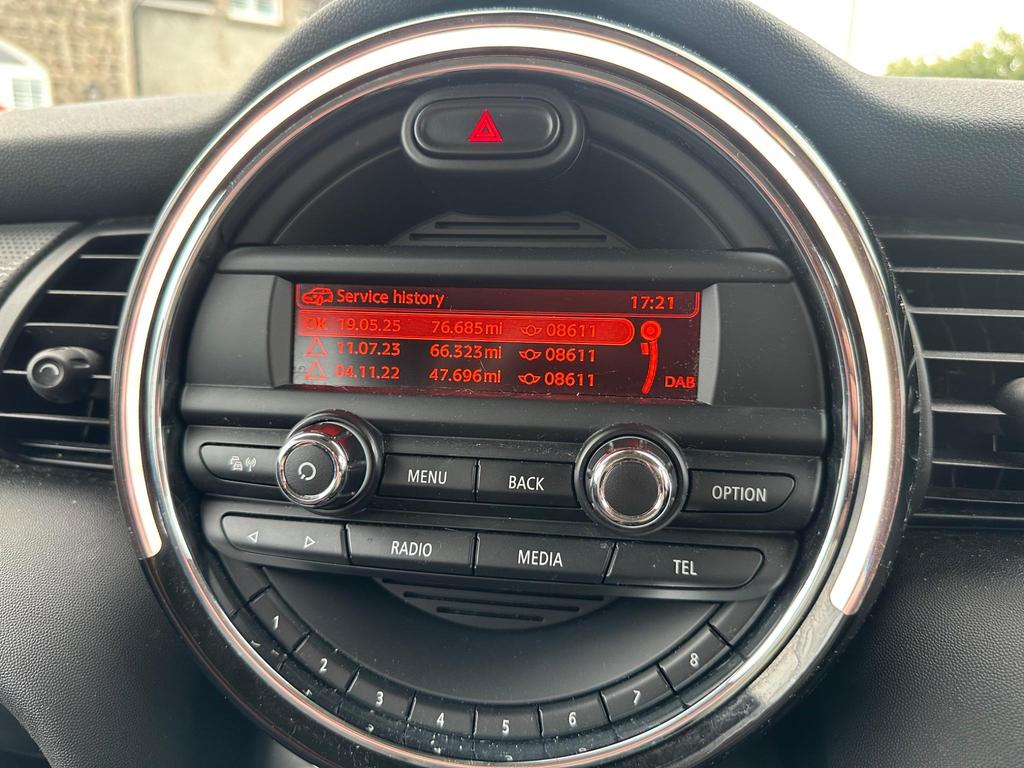 Service history 17:21
OK 19.05.25 76.685 mi 08611
11.07.23 66.323 mi 08611
04.11.22 47.696 mi 08611
DAB
MENU BACK OPTION
RADIO MEDIA TEL
1 2 3 4 5 6 7 8